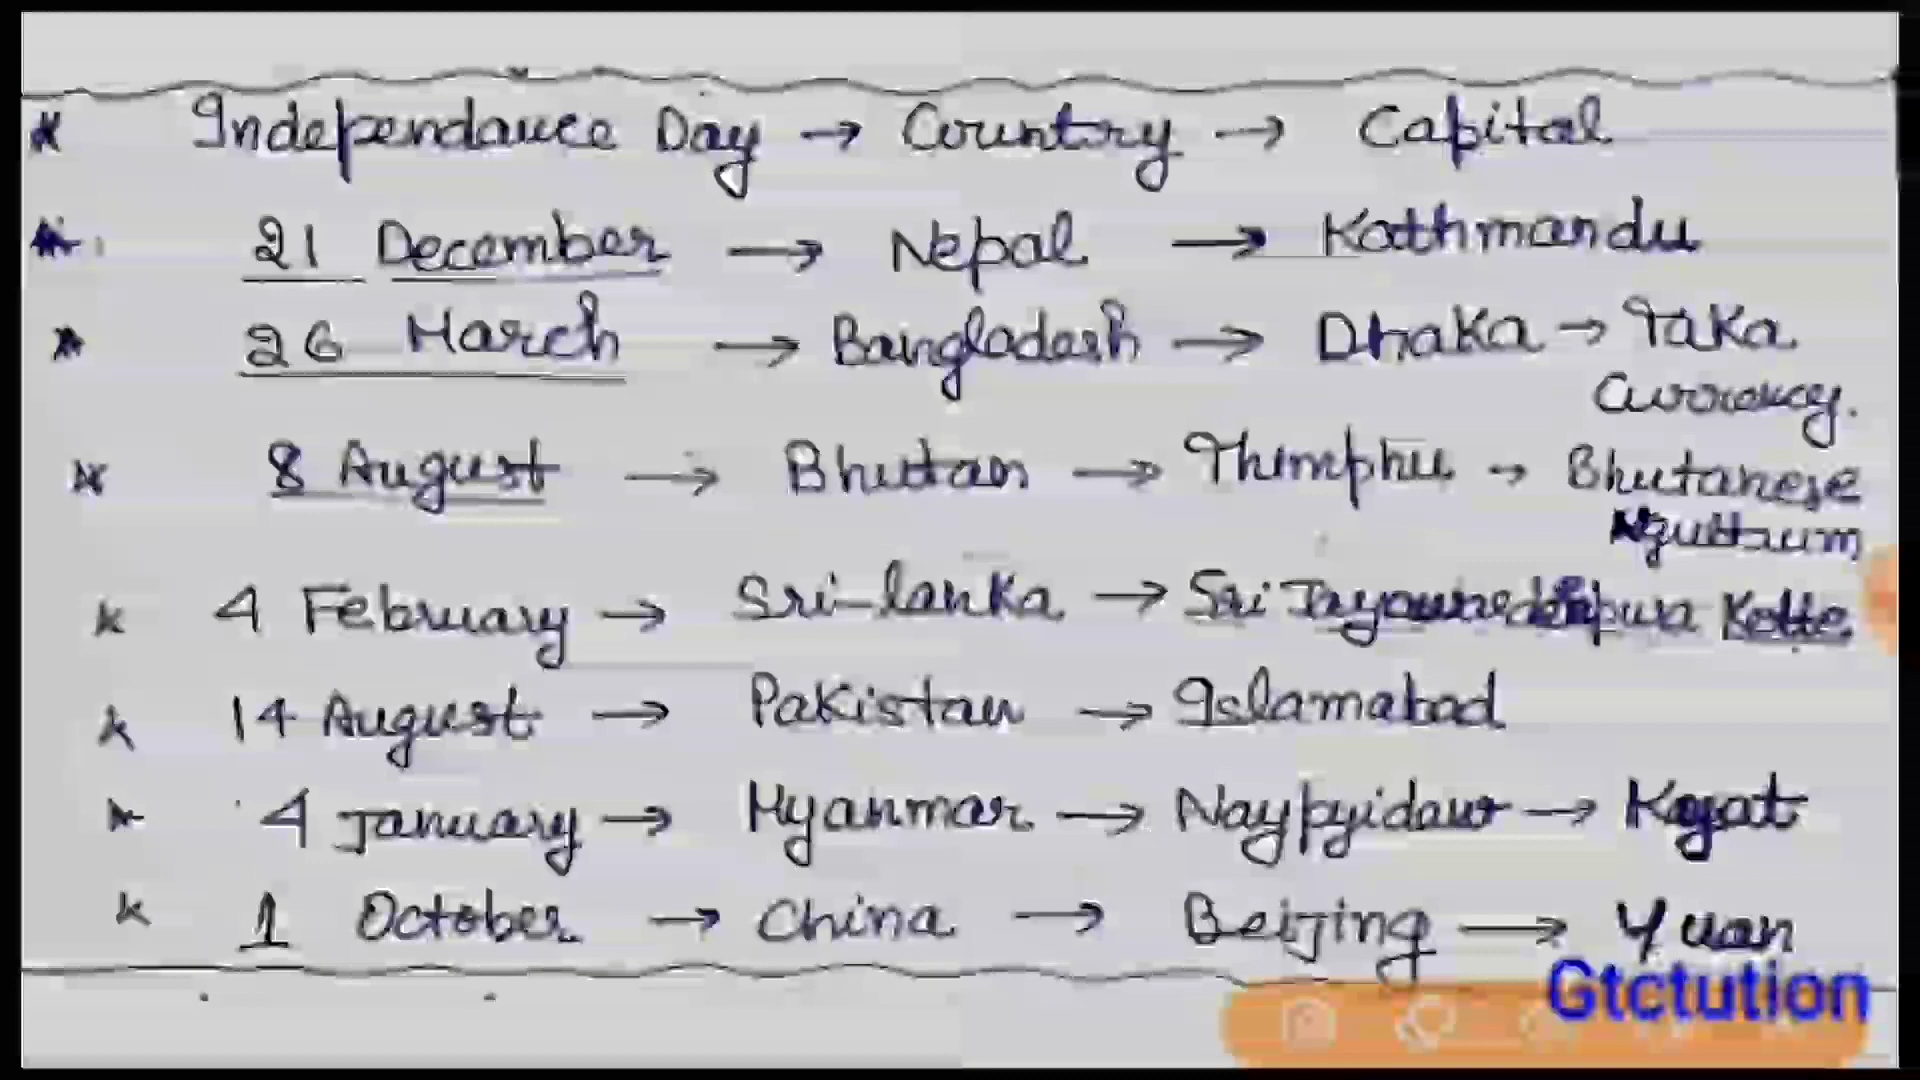 * Independance Day → Country → Capital
* 21 December → Nepal → Kathmandu
* 26 March → Bangladesh → Dhaka → Taka
Currency.
* 8 August → Bhutan → Thimphu → Bhutanese
* 4 February → Sri-lanka → Sri Kotte.
* 14 August → Pakistan → Islamabad
* 4 January → Myanmar → Naypyidaw → Kyat
* 1 October → China → Beijing → Yuan
Gtctution